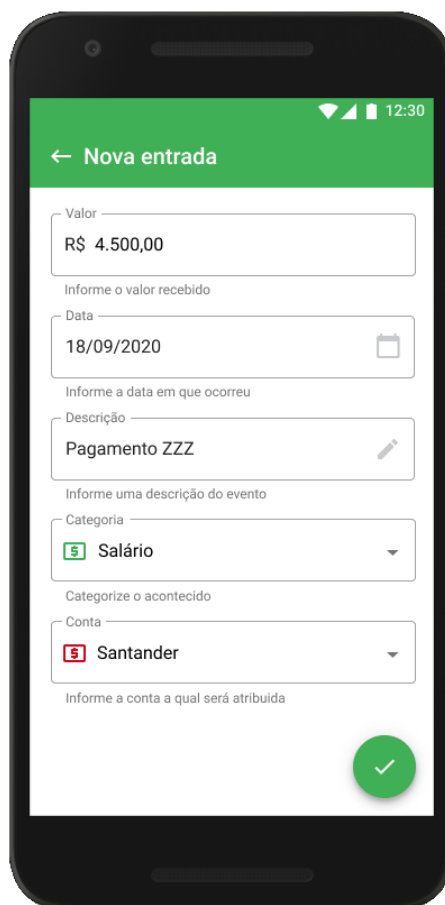 12:30
Nova entrada
Valor
R$ 4.500,00
Informe o valor recebido
Data
18/09/2020
Informe a data em que ocorreu
Descrição
Pagamento ZZZ
Informe uma descrição do evento
Categoria
$ Salário
Categorize o acontecido
Conta
$ Santander
Informe a conta a qual será atribuida